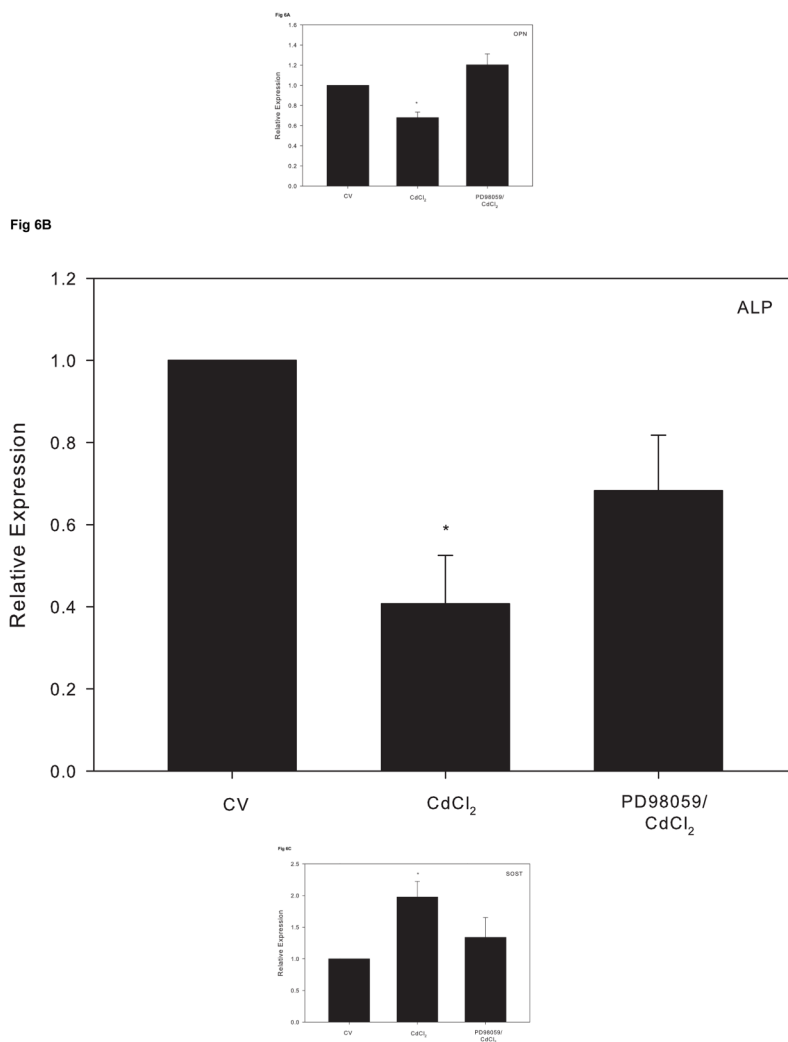 Fig 6A
OPN
1.6
1.4
1.2
1.0
0.8
0.6
0.4
0.2
0.0
Relative Expression
*
CV
CdCl₂
PD98059/
CdCl₂
Fig 6B
ALP
1.2
1.0
0.8
0.6
0.4
0.2
0.0
Relative Expression
*
CV
CdCl₂
PD98059/
CdCl₂
Fig 6C
SOST
2.5
2.0
1.5
1.0
0.5
0.0
Relative Expression
*
CV
CdCl₂
PD98059/
CdCl₂